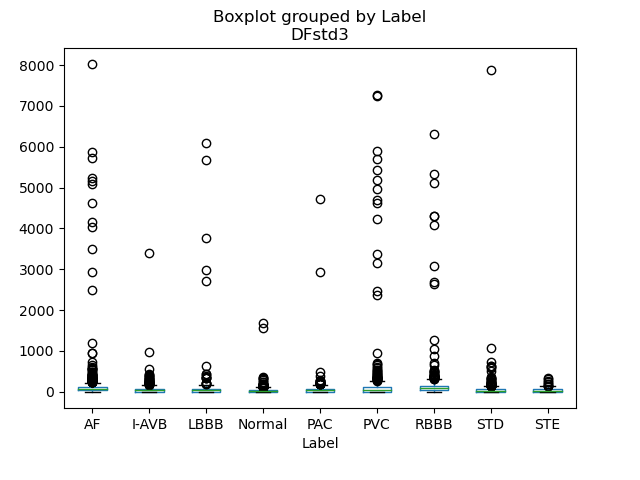 Boxplot grouped by Label
DFstd3
8000
7000
6000
5000
4000
3000
2000
1000
0
AF I-AVB LBBB Normal PAC PVC RBBB STD STE
Label